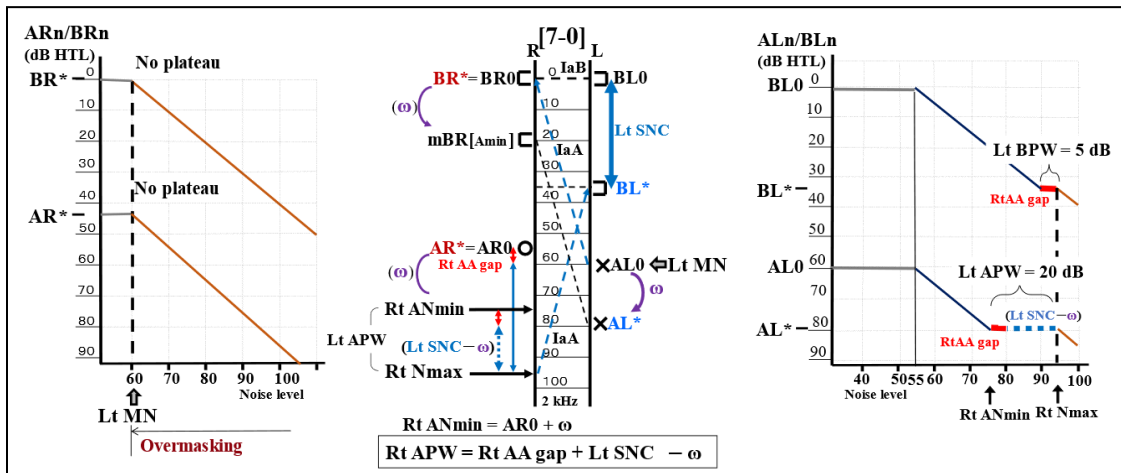 ARn/BRn
(dB HTL)
No plateau
BR*
0
10
20
30
No plateau
AR*
50
60
70
80
90
60
70
80
90
100
Noise level
Lt MN
Overmasking
[7-0]
R
L
BR*=BR0
0
IaB
BL0
(ω)
10
Lt SNC
mBR[Amin]
20
IaA
30
BL*
40
50
AR*=AR0
Rt AA gap
60
AL0
Lt MN
(ω)
ω
70
Rt ANmin
Lt APW
80
AL*
(Lt SNC−ω)
IaA
90
Rt Nmax
100
2 kHz
Rt ANmin = AR0 + ω
Rt APW = Rt AA gap + Lt SNC − ω
ALn/BLn
(dB HTL)
BL0
0
10
20
Lt BPW = 5 dB
BL*
30
RtAA gap
40
50
AL0
60
Lt APW = 20 dB
70
(Lt SNC−ω)
AL*
80
RtAA gap
90
40
50
55
60
70
80
90
100
Noise level
Rt ANmin
Rt Nmax